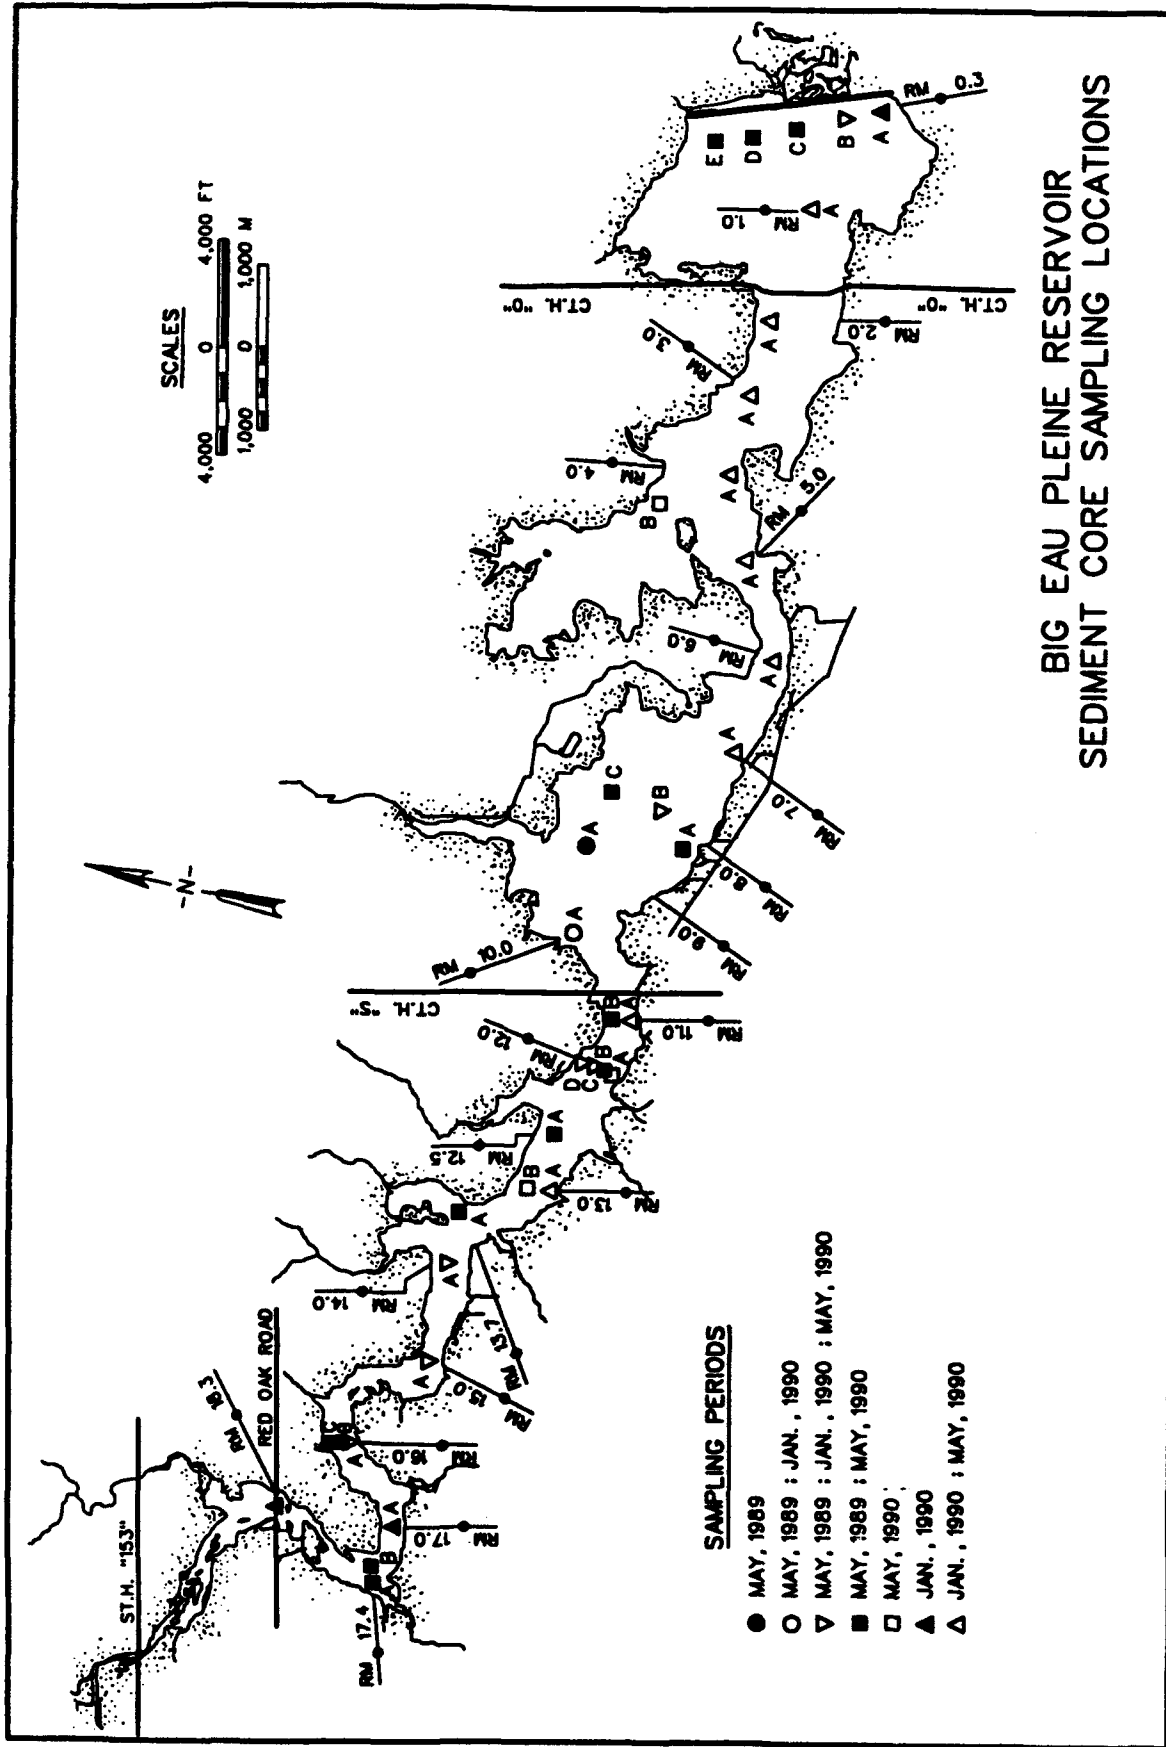 SCALES
4,000 0 4,000 FT
1,000 0 1,000 M
-N-
ST.H. "153"
RED OAK ROAD
RM 18.3
RM 17.4
A
B
RM 17.0
A
RM 16.0
A
B
RM 15.0
A
RM 14.0
A
RM 13.7
A
RM 13.0
A
B
RM 12.5
A
RM 12.0
A
B
C
D
RM 11.0
A
B
CT.H. "S"
RM 10.0
A
RM 9.0
A
RM 8.0
A
B
C
RM 7.0
A
RM 6.0
A
RM 5.0
A
RM 4.0
A
B
RM 3.0
A
RM 2.0
A
CT.H. "O"
CT.H. "O"
RM 1.0
A
RM 0.3
A
B
C
D
E
SAMPLING PERIODS
MAY, 1989
MAY, 1989 ; JAN., 1990
MAY, 1989 ; JAN., 1990 ; MAY, 1990
MAY, 1989 ; MAY, 1990
MAY, 1990
JAN., 1990
JAN., 1990 ; MAY, 1990
BIG EAU PLEINE RESERVOIR
SEDIMENT CORE SAMPLING LOCATIONS